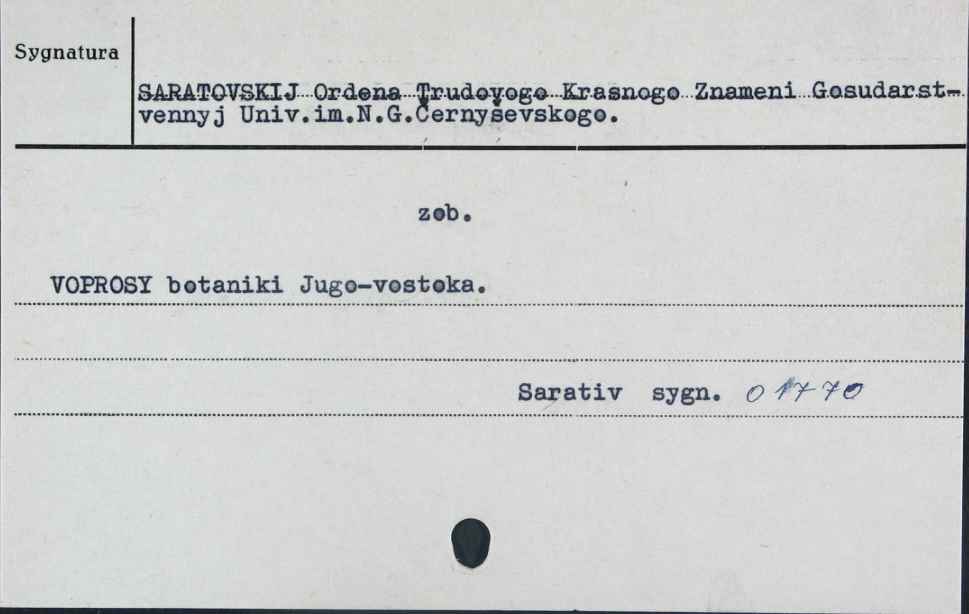 Sygnatura
SARATOVSKIJ Ordena Trudovogo Krasnogo Znameni Gosudarst-
vennyj Univ.im.N.G.Černyševskogo.
zob.
VOPROSY botaniki Jugo-vostoka.
Sarativ sygn. 01770